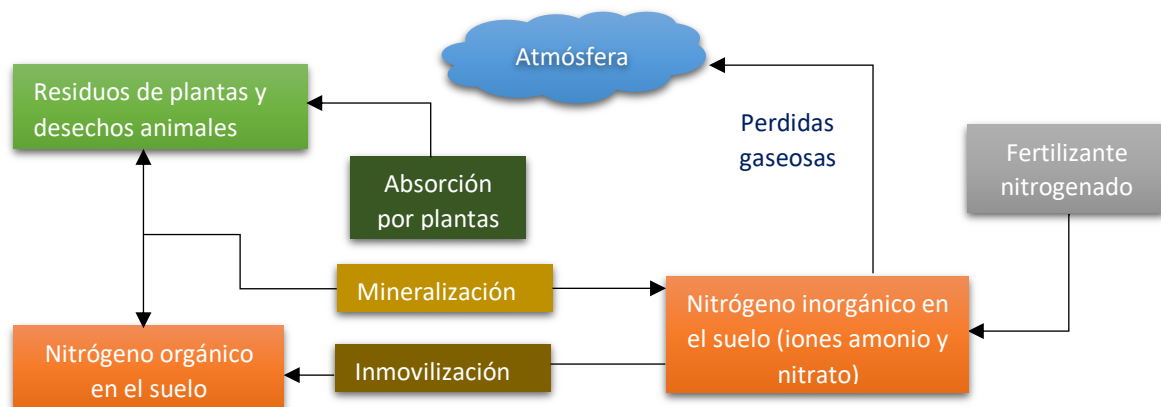 Atmósfera
Residuos de plantas y
desechos animales
Perdidas
gaseosas
Fertilizante
nitrogenado
Absorción
por plantas
Mineralización
Nitrógeno inorgánico en
el suelo (iones amonio y
nitrato)
Nitrógeno orgánico
en el suelo
Inmovilización